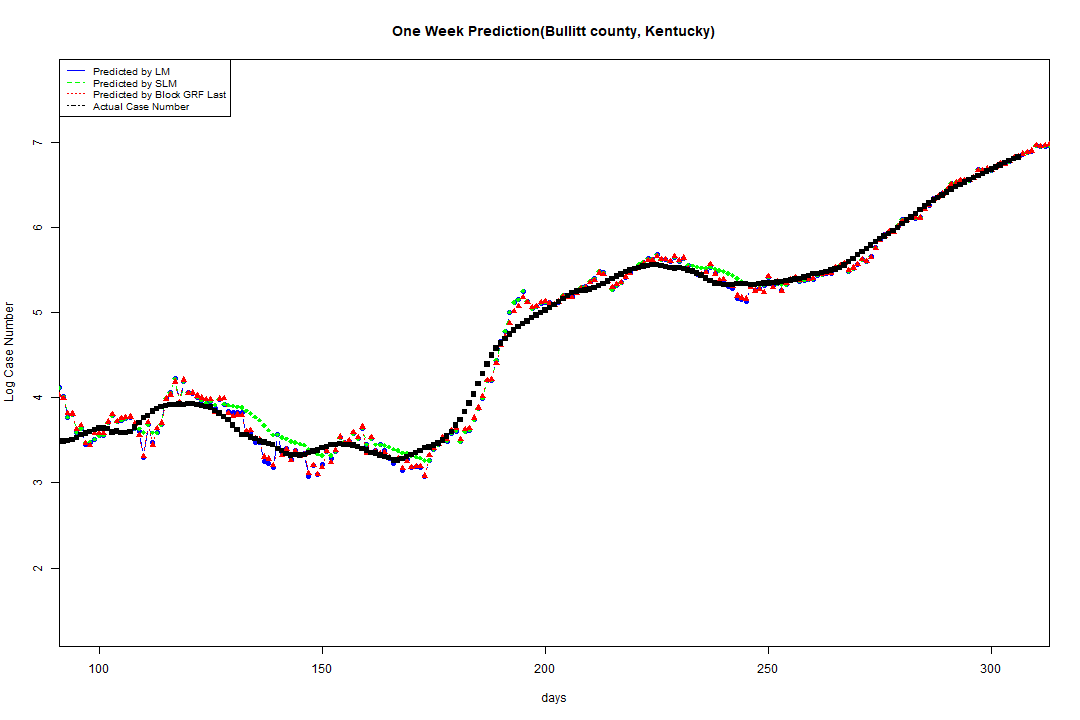 One Week Prediction(Bullitt county, Kentucky)
Predicted by LM
Predicted by SLM
Predicted by Block GRF Last
Actual Case Number
7
6
5
4
3
2
Log Case Number
100 150 200 250 300
days